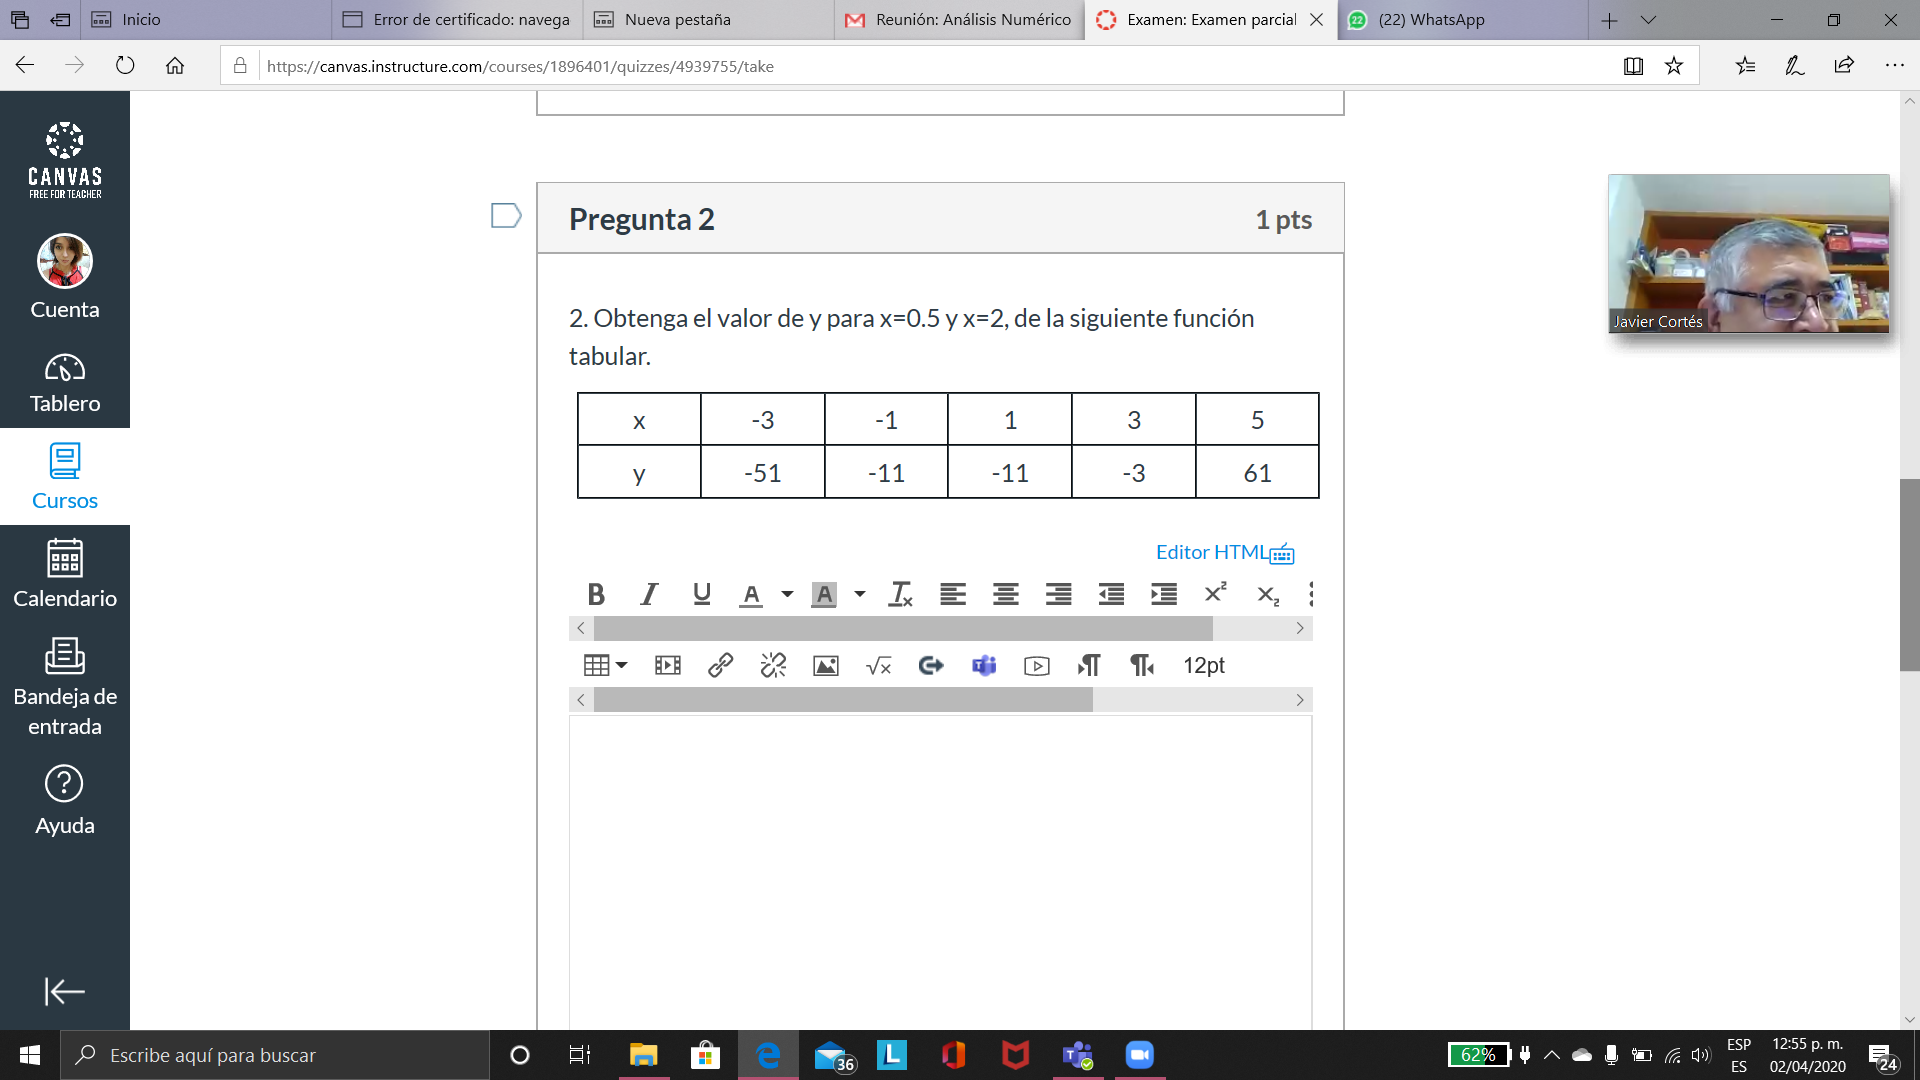 Inicio
Error de certificado: navega
Nueva pestaña
Reunión: Análisis Numérico
Examen: Examen parcial
22
(22) WhatsApp
https://canvas.instructure.com/courses/1896401/quizzes/4939755/take
CANVAS
FREE FOR TEACHER
Cuenta
Tablero
Cursos
Calendario
Bandeja de
entrada
Ayuda
Pregunta 2
1 pts
2. Obtenga el valor de y para x=0.5 y x=2, de la siguiente función
tabular.
x -3 -1 1 3 5
y -51 -11 -11 -3 61
Editor HTML
B I U A A
12pt
Javier Cortés
Escribe aquí para buscar
36
62%
ESP
ES
12:55 p. m.
02/04/2020
24